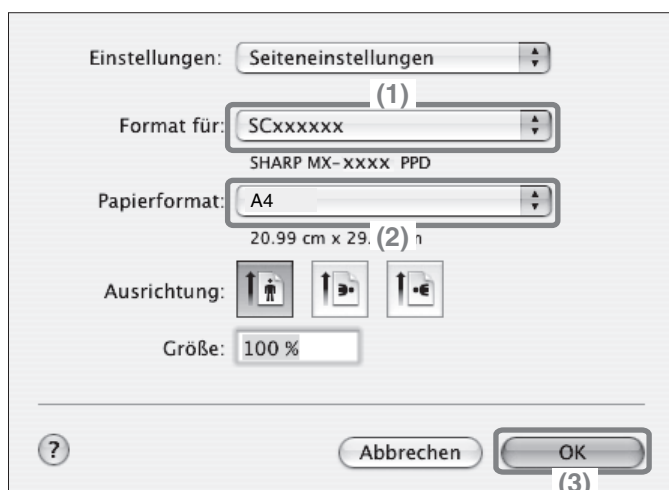 Einstellungen: Seiteneinstellungen
(1)
Format für: SCxxxxxx
SHARP MX-xxxx PPD
Papierformat: A4
20.99 cm x 29. (2)
Ausrichtung:
Größe: 100 %
? Abbrechen OK
(3)